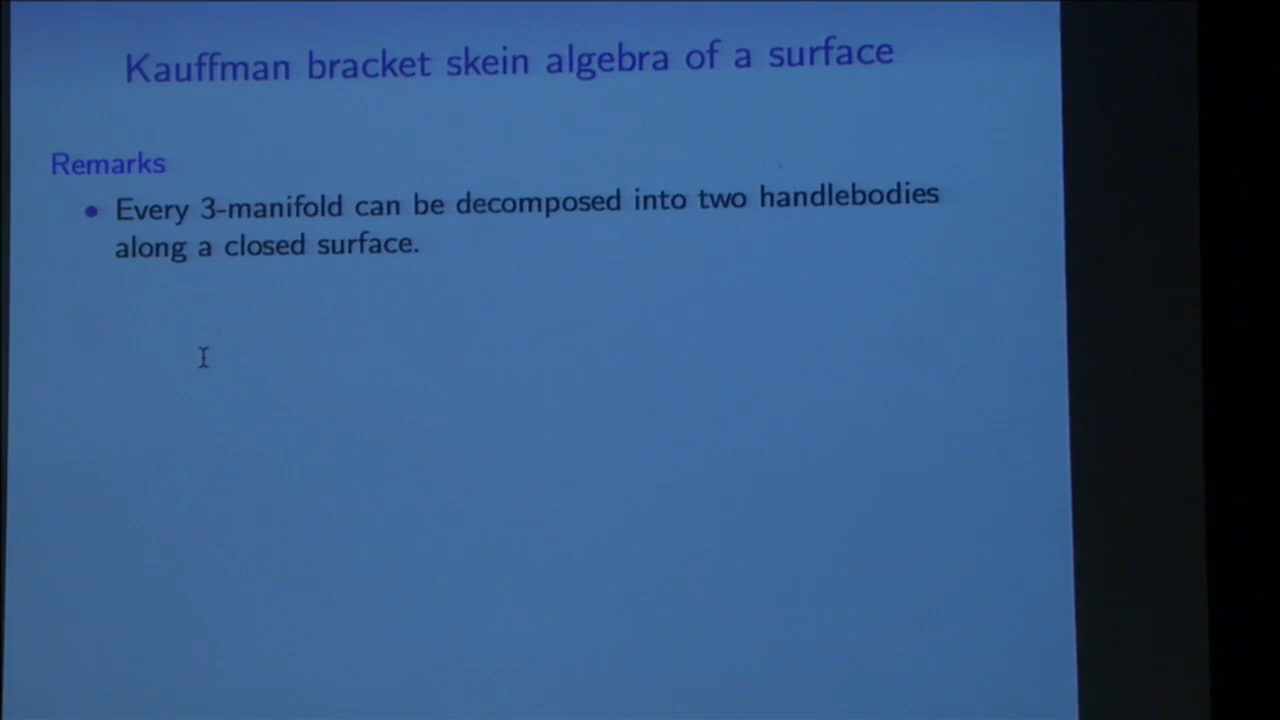 Kauffman bracket skein algebra of a surface
Remarks
• Every 3-manifold can be decomposed into two handlebodies
along a closed surface.